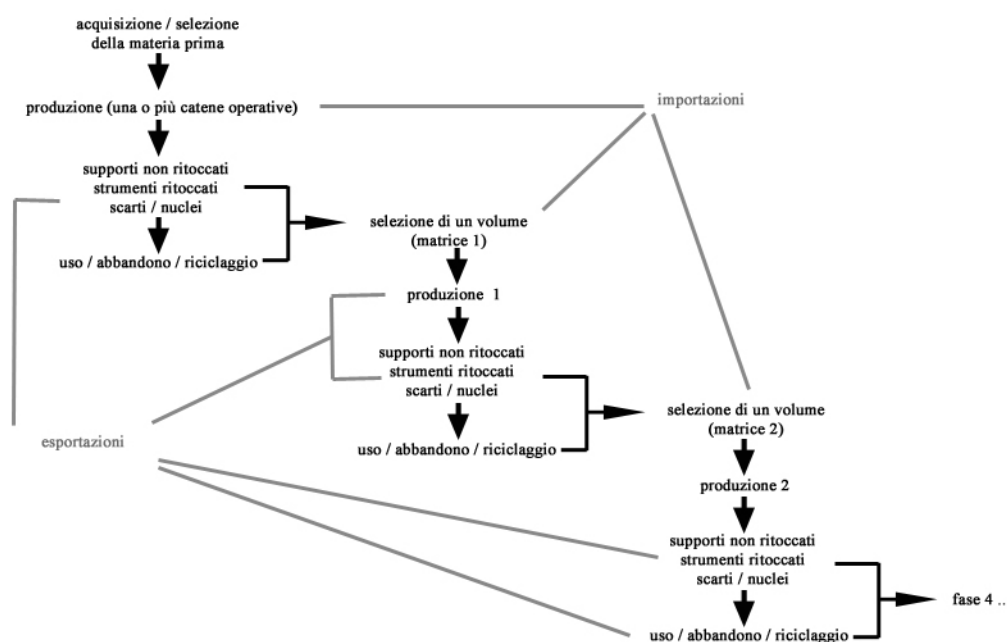 acquisizione / selezione
della materia prima
produzione (una o più catene operative)
importazioni
supporti non ritoccati
strumenti ritoccati
scarti / nuclei
uso / abbandono / riciclaggio
selezione di un volume
(matrice 1)
produzione 1
supporti non ritoccati
strumenti ritoccati
scarti / nuclei
uso / abbandono / riciclaggio
esportazioni
selezione di un volume
(matrice 2)
produzione 2
supporti non ritoccati
strumenti ritoccati
scarti / nuclei
uso / abbandono / riciclaggio
fase 4 ..